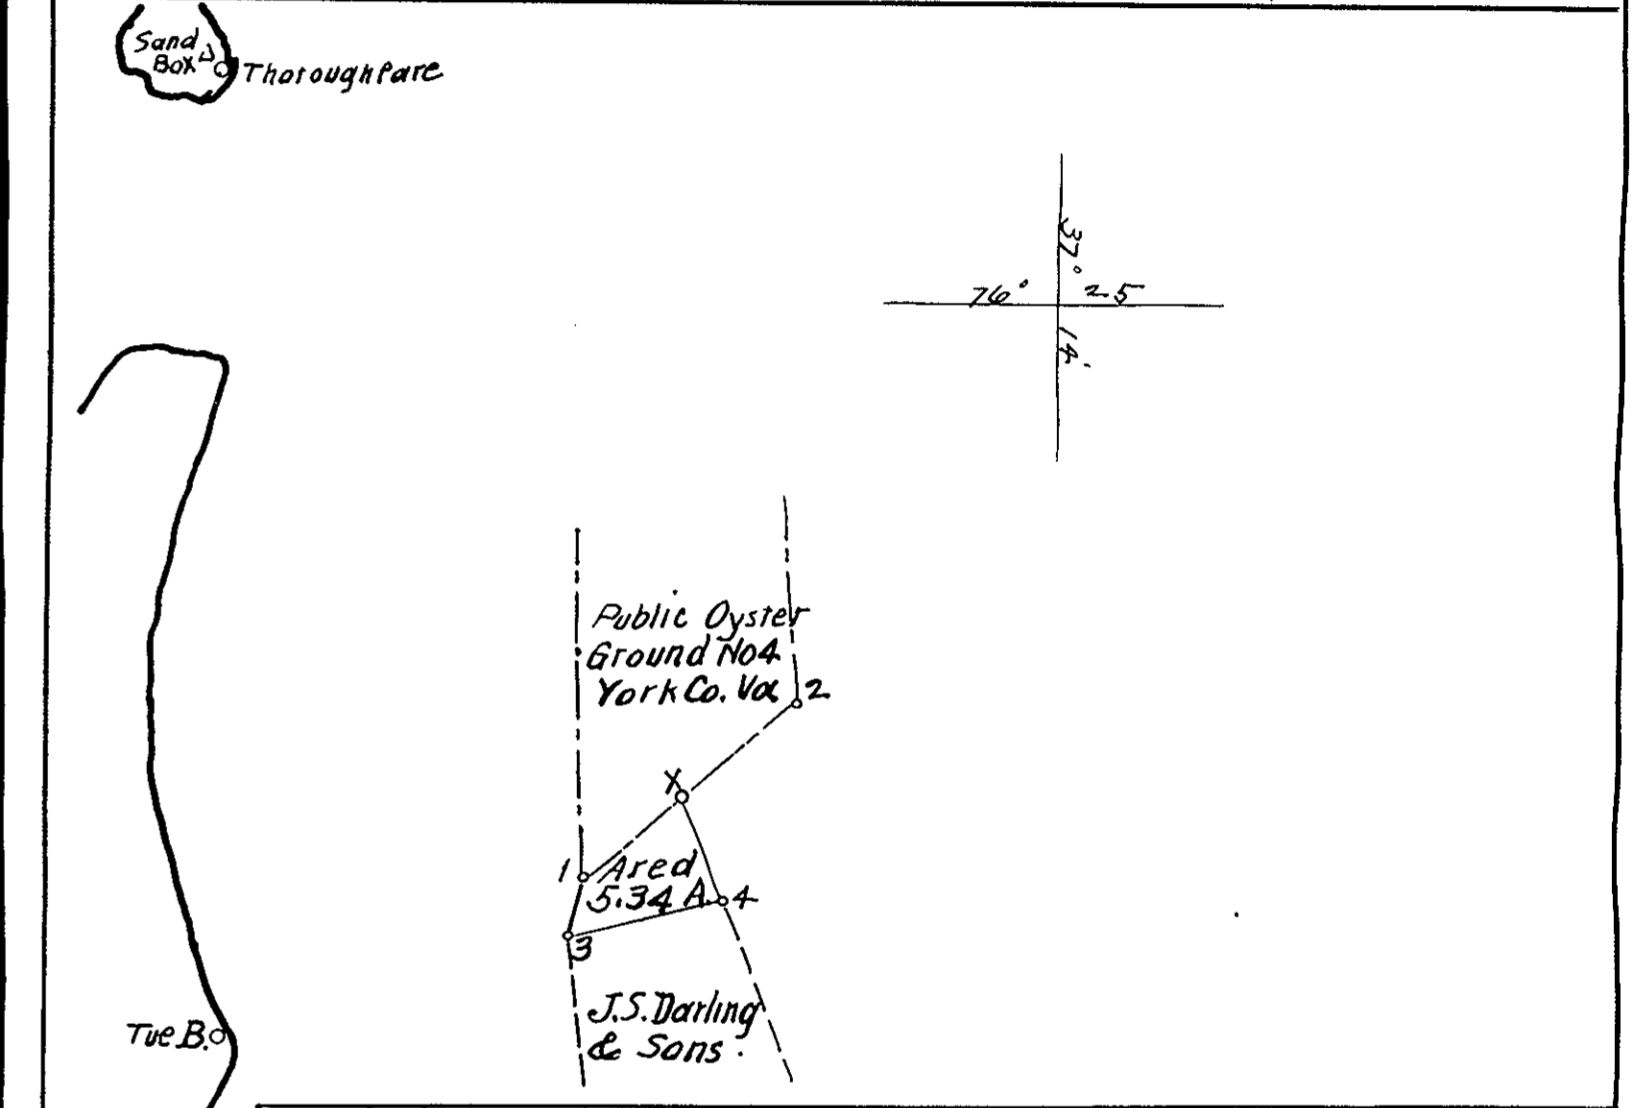 Sand
Box
Thoroughfare
37°
76° 25
14'
Public Oyster
Ground No4
York Co. Va
2
X
1
Area
5.34 A.
4
3
J.S. Darling
& Sons.
Tue B.